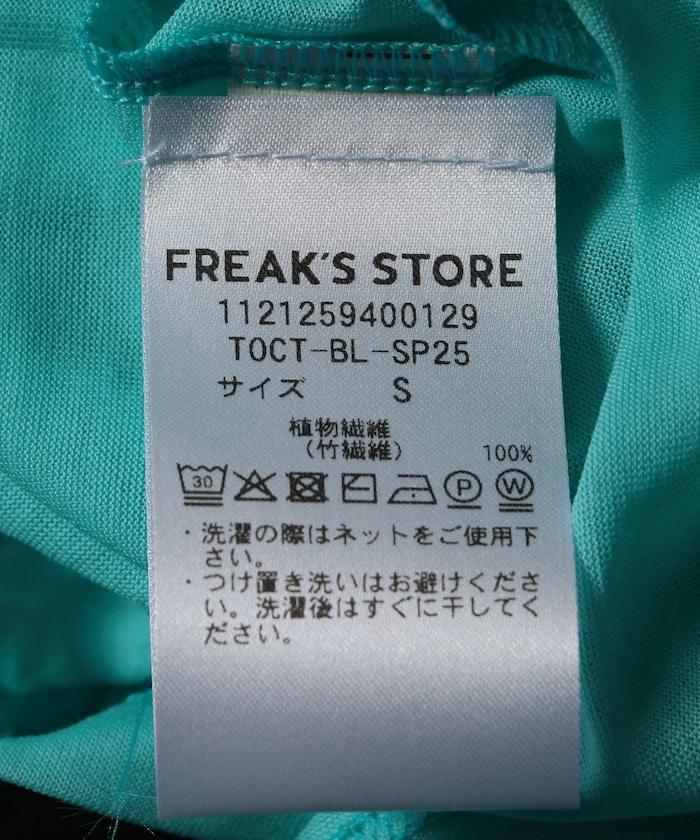 FREAK'S STORE
1121259400129
TOCT-BL-SP25
サイズ S
植物繊維
（竹繊維） 100%
30 P W
・洗濯の際はネットをご使用下
さい。
・つけ置き洗いはお避けくださ
い。洗濯後はすぐに干してく
ださい。